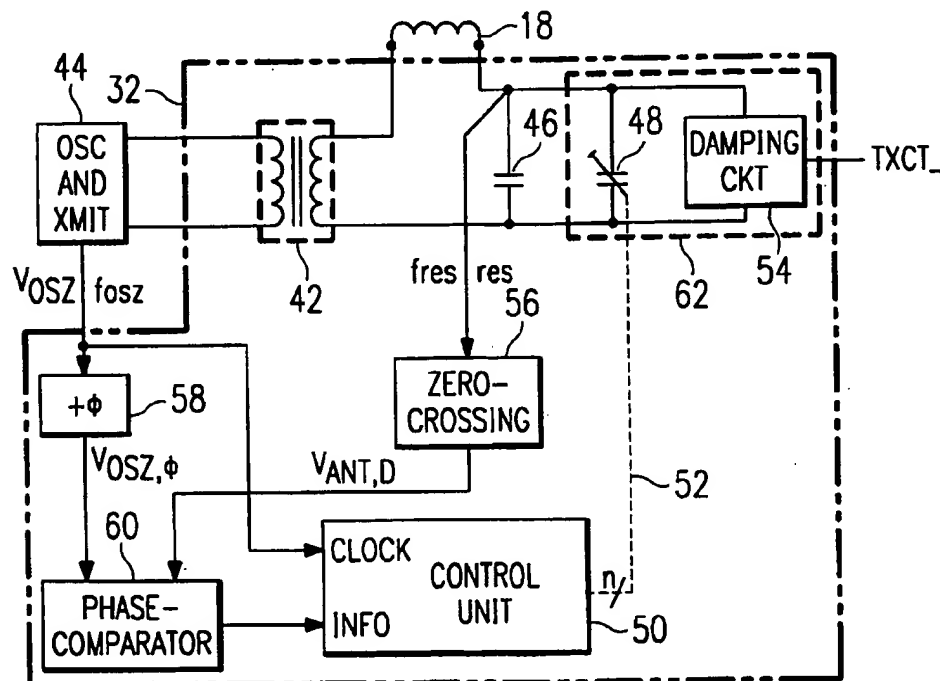 18
44
32
OSC
AND
XMIT
46
48
DAMPING
CKT
TXCT_
42
62
54
VOSZ fosz
fres res
56
+Φ
58
ZERO-
CROSSING
VOSZ,Φ
VANT,D
52
60
PHASE-
COMPARATOR
CLOCK
CONTROL
UNIT
INFO
n
50